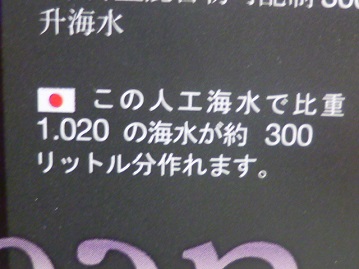 升海水
この人工海水で比重
1.020 の海水が約 300
リットル分作れます。